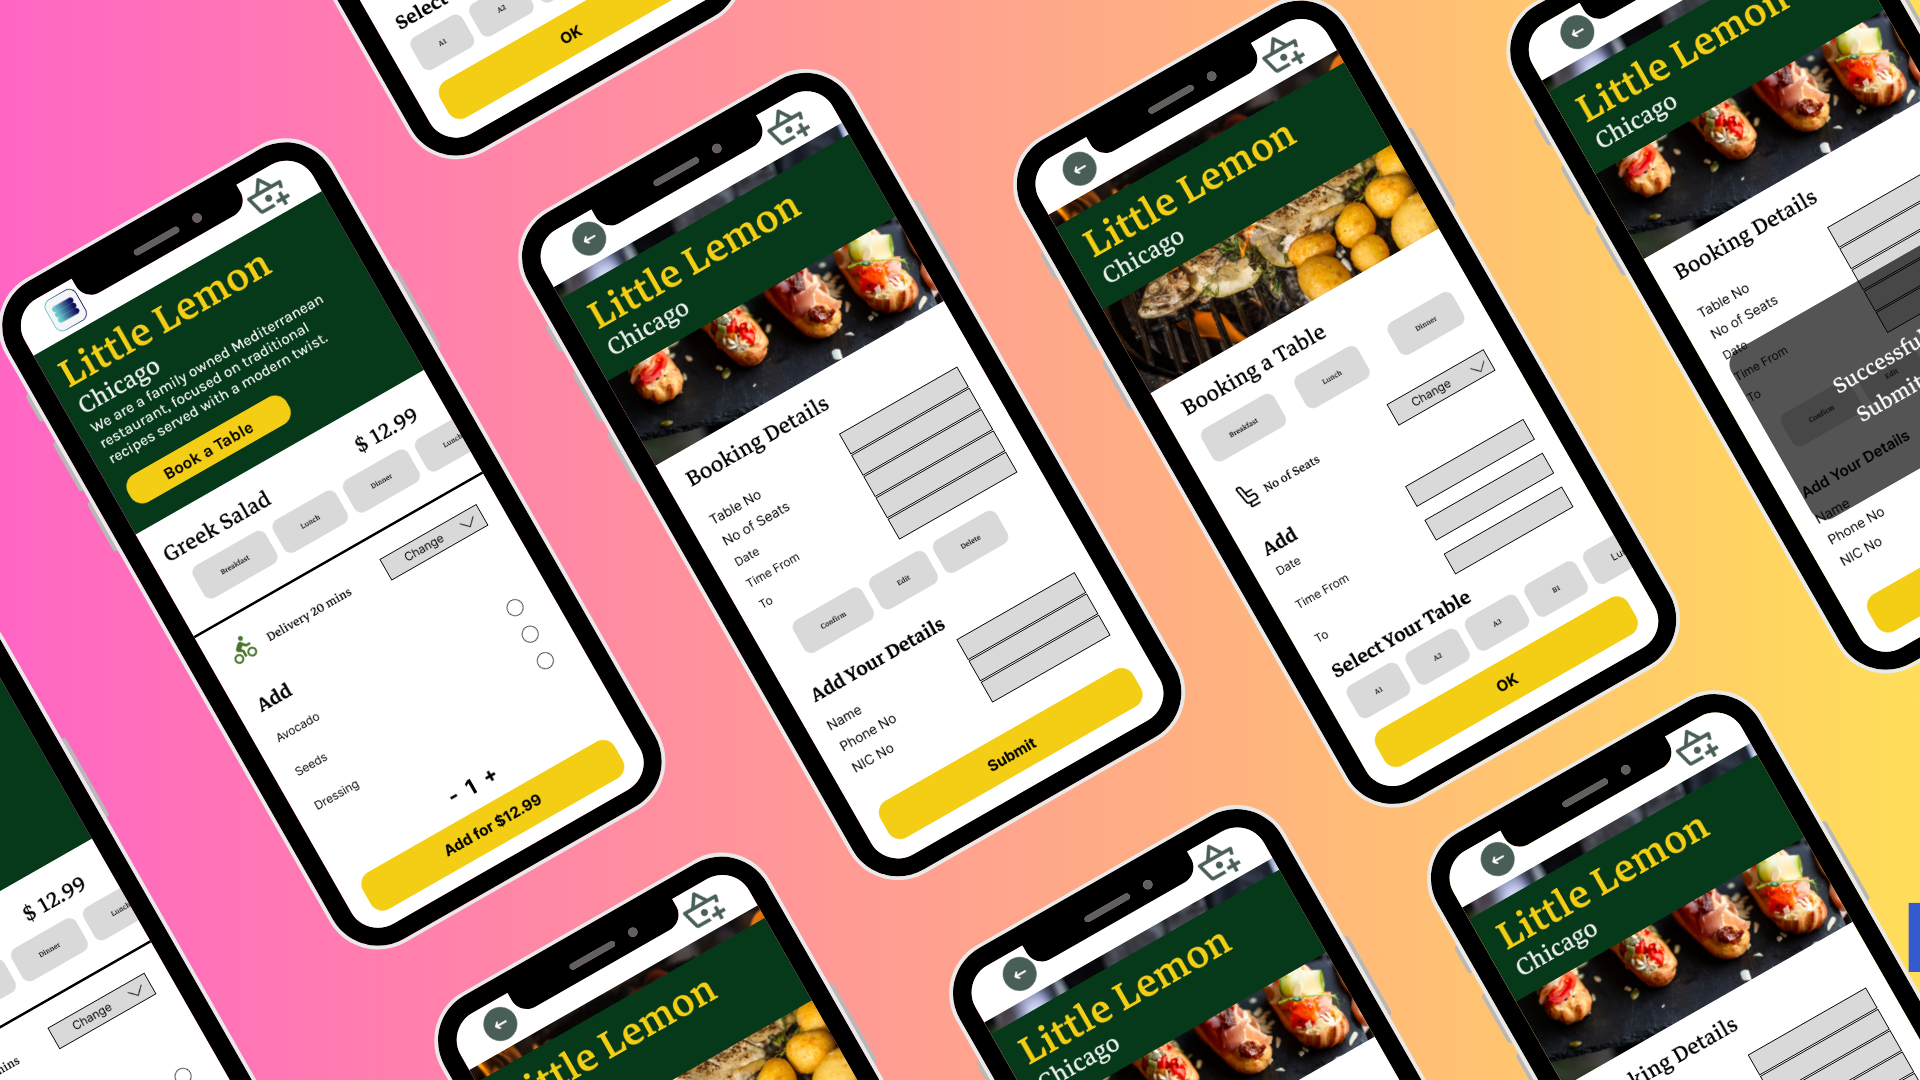 Select
A1
A2
OK
Little Lemon
Chicago
We are a family owned Mediterranean
restaurant, focused on traditional
recipes served with a modern twist.
Book a Table
Greek Salad
$ 12.99
Breakfast
Lunch
Dinner
Lunch
Delivery 20 mins
Change
Add
Avocado
Seeds
Dressing
- 1 +
Add for $12.99
Little Lemon
Chicago
Booking Details
Table No
No of Seats
Date
Time From
To
Confirm
Edit
Delete
Add Your Details
Name
Phone No
NIC No
Submit
Little Lemon
Chicago
Booking a Table
Breakfast
Lunch
Dinner
No of Seats
Change
Add
Date
Time From
To
Select Your Table
A1
A2
A3
B1
Lu
OK
Little Lemon
Chicago
Booking Details
Table No
No of Seats
Date
Time From
To
Confirm
Edit
Successfu
Submit
Add Your Details
Name
Phone No
NIC No
$ 12.99
Dinner
Lunch
Change
mins
ittle Lemon
Little Lemon
Chicago
Little Lemon
Chicago
king Details